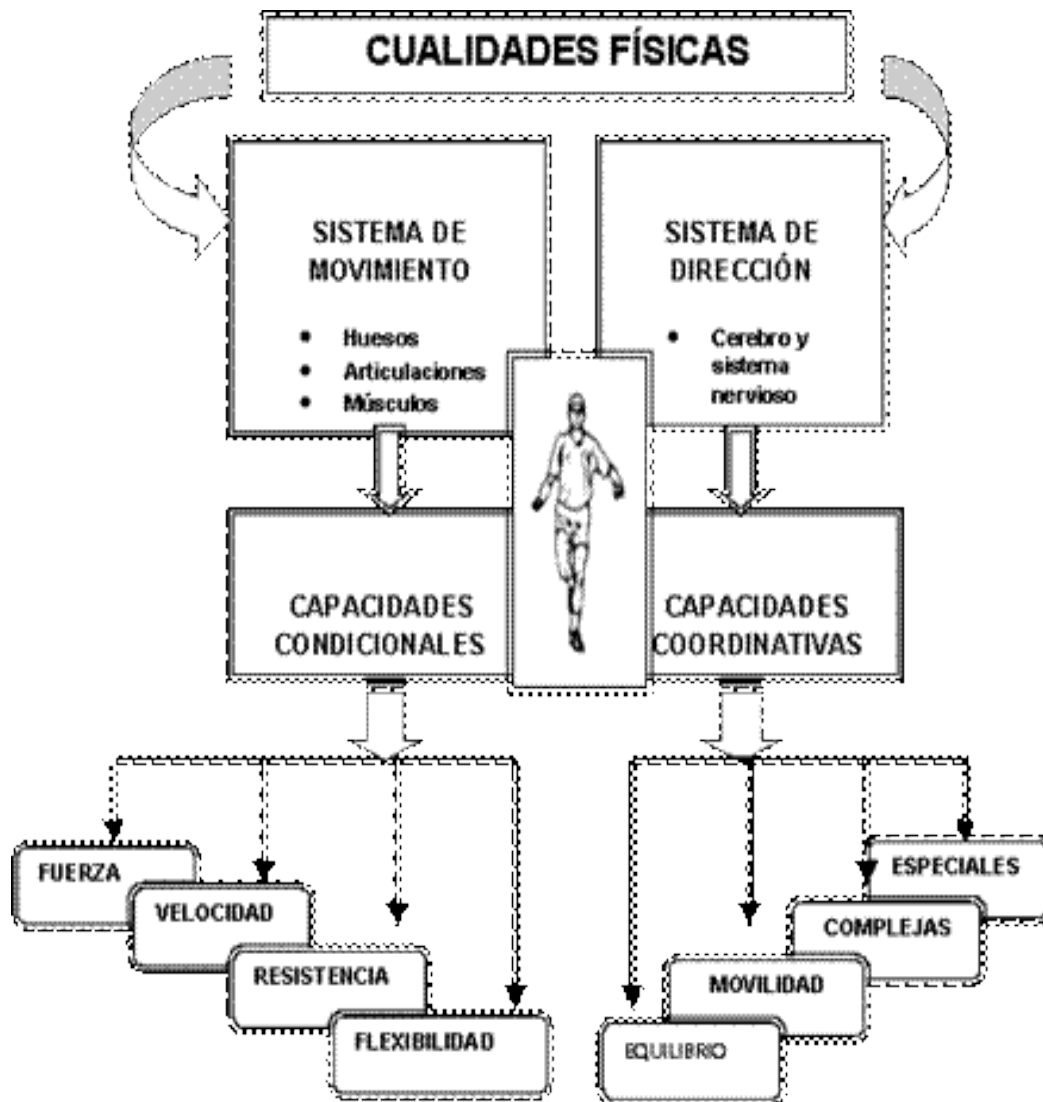 CUALIDADES FÍSICAS
SISTEMA DE
MOVIMIENTO
• Huesos
• Articulaciones
• Músculos
SISTEMA DE
DIRECCIÓN
• Cerebro y
sistema
nervioso
CAPACIDADES
CONDICIONALES
CAPACIDADES
COORDINATIVAS
FUERZA
VELOCIDAD
RESISTENCIA
FLEXIBILIDAD
ESPECIALES
COMPLEJAS
MOVILIDAD
EQUILIBRIO